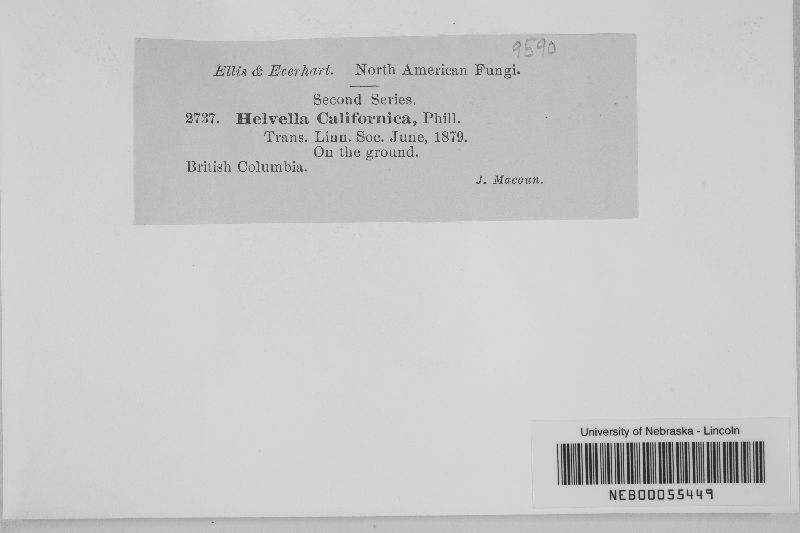 9590
Ellis & Everhart. North American Fungi.
Second Series.
2737. Helvella Californica, Phill.
Trans. Linn. Soc. June, 1879.
On the ground.
British Columbia.
J. Macoun.
University of Nebraska - Lincoln
NEB00055449